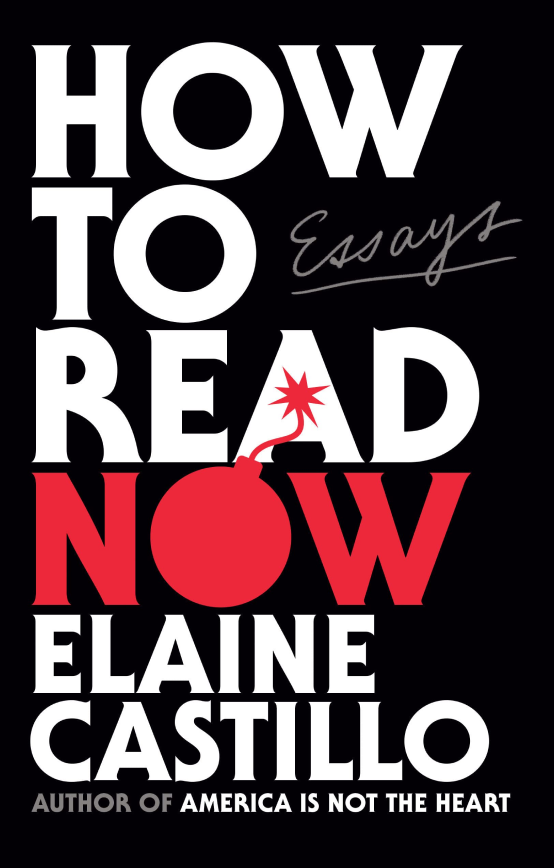 HOW
TO
Essays
READ
NOW
ELAINE
CASTILLO
AUTHOR OF AMERICA IS NOT THE HEART